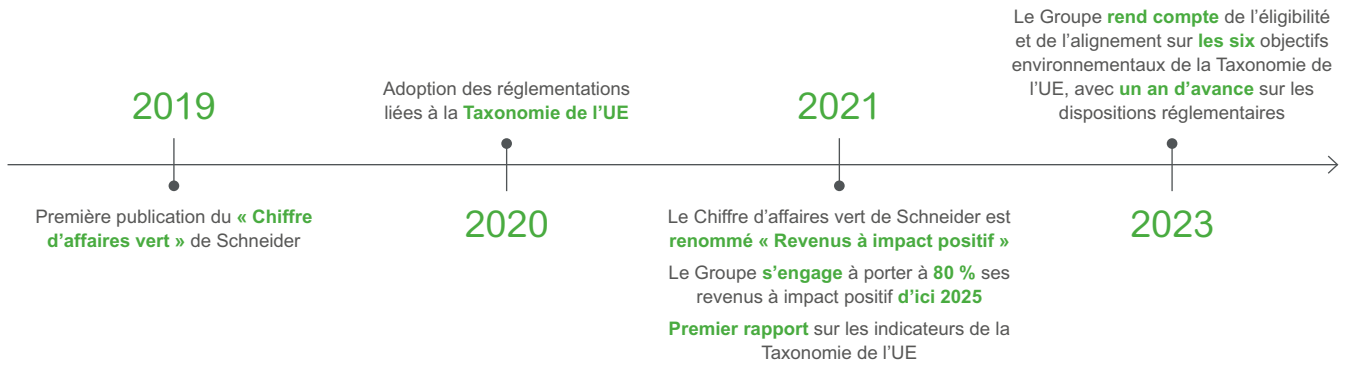 2019
Première publication du « Chiffre
d’affaires vert » de Schneider
Adoption des réglementations
liées à la Taxonomie de l’UE
2020
2021
Le Chiffre d’affaires vert de Schneider est
renommé « Revenus à impact positif »
Le Groupe s’engage à porter à 80 % ses
revenus à impact positif d’ici 2025
Premier rapport sur les indicateurs de la
Taxonomie de l’UE
Le Groupe rend compte de l’éligibilité
et de l’alignement sur les six objectifs
environnementaux de la Taxonomie de
l’UE, avec un an d’avance sur les
dispositions réglementaires
2023